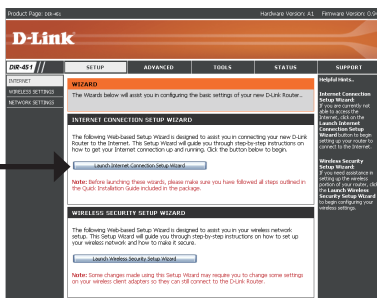 Product Page: DIR-451 Hardware Version: A1 Firmware Version: 0.9
D-Link
DIR-451 SETUP ADVANCED TOOLS STATUS SUPPORT
INTERNET
WIRELESS SETTINGS
NETWORK SETTINGS
WIZARD
The Wizards below will assist you in configuring the basic settings of your new D-Link Router..
INTERNET CONNECTION SETUP WIZARD
The following Web-based Setup Wizard is designed to assist you in connecting your new D-Link
Router to the Internet. This Setup Wizard will guide you through step-by-step instructions on
how to get your Internet connection up and running. Click the button below to begin.
Launch Internet Connection Setup Wizard
Note: Before launching these wizards, please make sure you have followed all steps outlined in
the Quick Installation Guide included in the package.
WIRELESS SECURITY SETUP WIZARD
The following Web-based Setup Wizard is designed to assist you in your wireless network
setup. This Setup Wizard will guide you through step-by-step instructions on how to set up
your wireless network and how to make it secure.
Launch Wireless Security Setup Wizard
Note: Some changes made using this Setup Wizard may require you to change some settings
on your wireless client adapters so they can still connect to the D-Link Router.
Helpful Hints..
Internet Connection
Setup Wizard:
If you are currently not
able to access the
Internet, click on the
Launch Internet
Connection Setup
Wizard button to begin
setting up your router to
connect to the Internet.
Wireless Security
Setup Wizard:
If you need assistance in
setting up the wireless
portion of your router, click
the Launch Wireless
Security Setup Wizard
to begin configuring your
wireless settings.